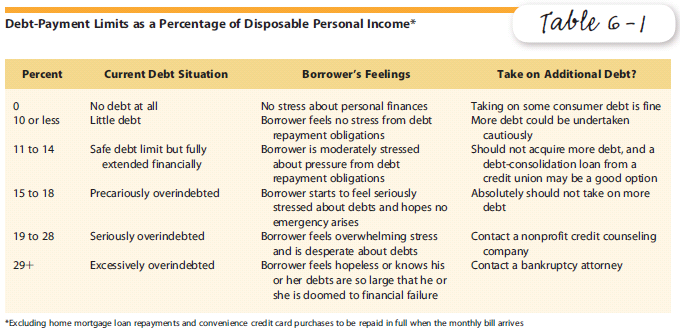 Debt-Payment Limits as a Percentage of Disposable Personal Income*
Table 6-1
Percent Current Debt Situation Borrower's Feelings Take on Additional Debt?
0 No debt at all No stress about personal finances Taking on some consumer debt is fine
10 or less Little debt Borrower feels no stress from debt More debt could be undertaken
repayment obligations cautiously
11 to 14 Safe debt limit but fully Borrower is moderately stressed Should not acquire more debt, and a
extended financially about pressure from debt debt-consolidation loan from a
repayment obligations credit union may be a good option
15 to 18 Precariously overindebted Borrower starts to feel seriously Absolutely should not take on more
stressed about debts and hopes no debt
emergency arises
19 to 28 Seriously overindebted Borrower feels overwhelming stress Contact a nonprofit credit counseling
and is desperate about debts company
29+ Excessively overindebted Borrower feels hopeless or knows his Contact a bankruptcy attorney
or her debts are so large that he or
she is doomed to financial failure
*Excluding home mortgage loan repayments and convenience credit card purchases to be repaid in full when the monthly bill arrives